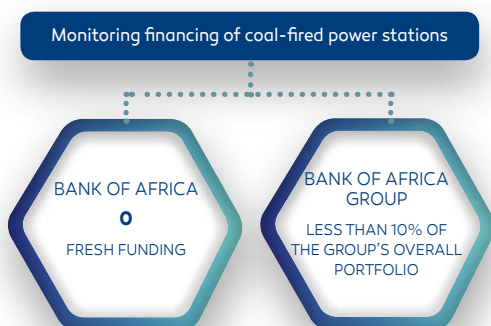 Monitoring financing of coal-fired power stations
BANK OF AFRICA
0
FRESH FUNDING
BANK OF AFRICA
GROUP
LESS THAN 10% OF
THE GROUP'S OVERALL
PORTFOLIO